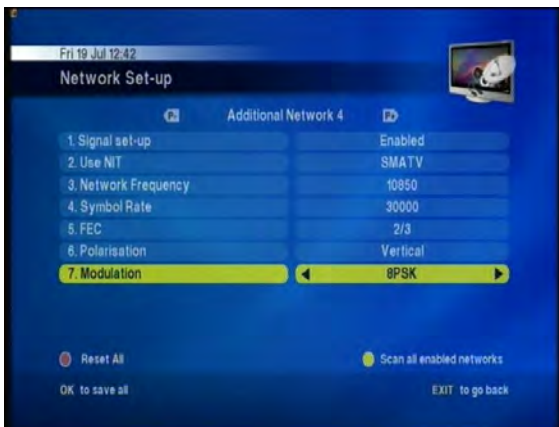 Fri 19 Jul 12:42
Network Set-up
Additional Network 4
1. Signal set-up Enabled
2. Use NIT SMATV
3. Network Frequency 10850
4. Symbol Rate 30000
5. FEC 2/3
6. Polarisation Vertical
7. Modulation 8PSK
Reset All Scan all enabled networks
OK to save all EXIT to go back